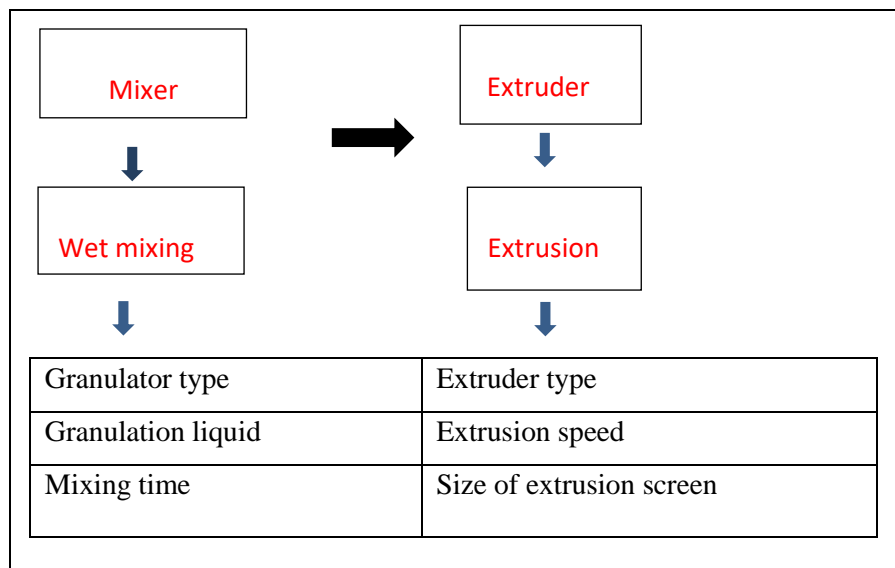 Mixer
Extruder
Wet mixing
Extrusion
Granulator type
Extruder type
Granulation liquid
Extrusion speed
Mixing time
Size of extrusion screen